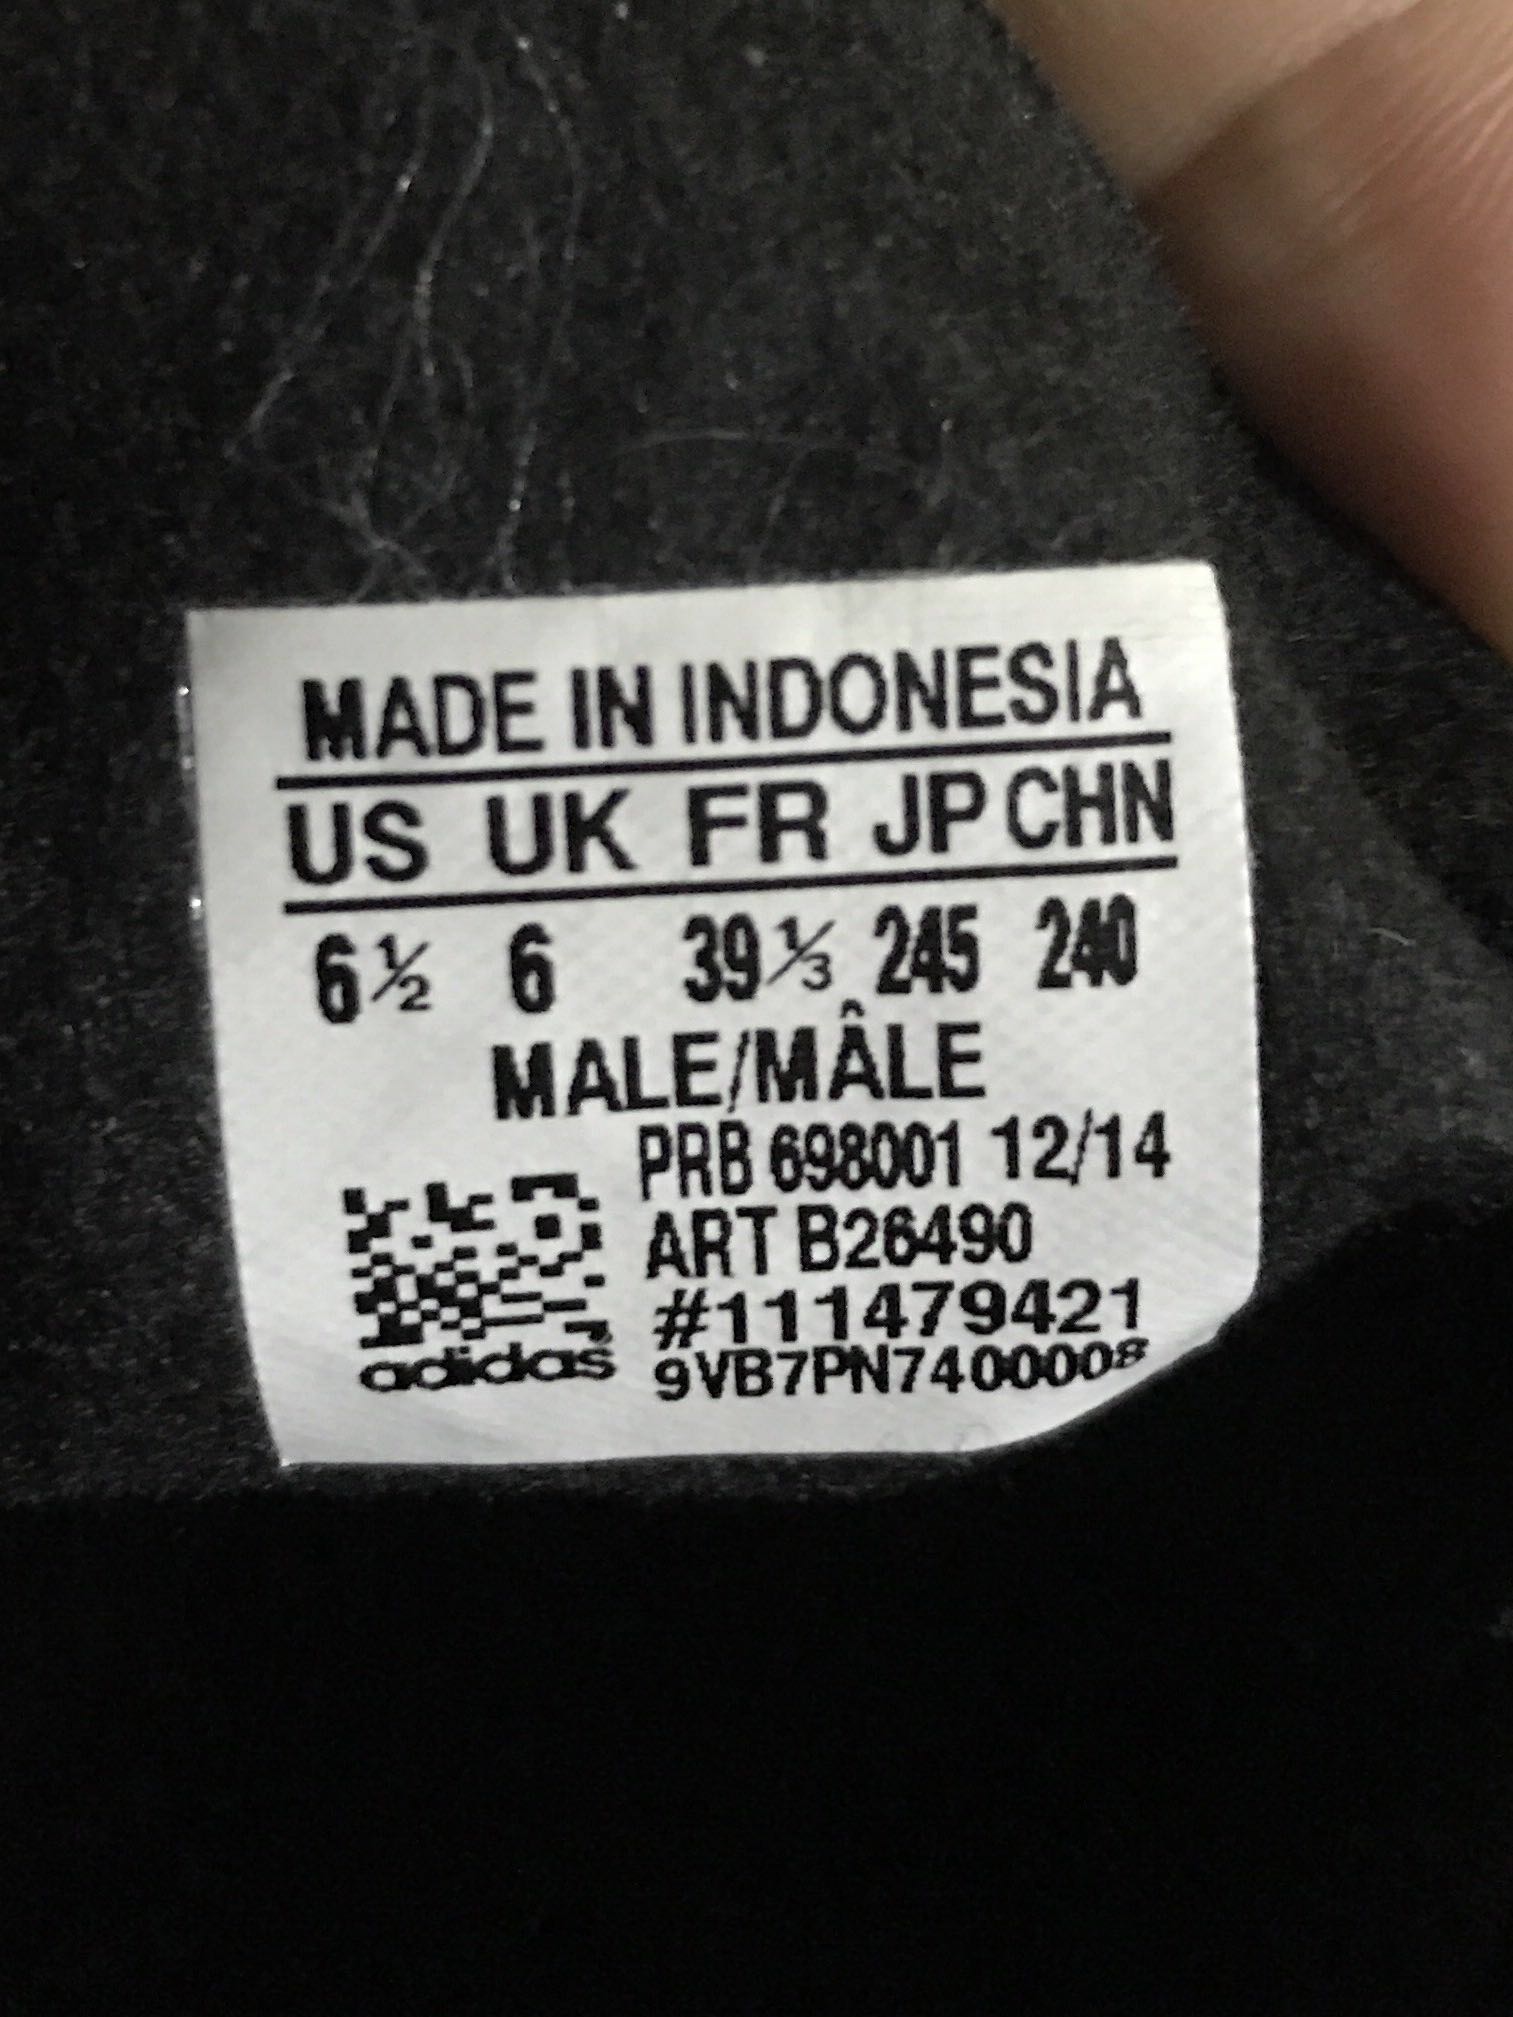 MADE IN INDONESIA
US UK FR JP CHN
6½ 6 39⅓ 245 240
MALE/MÂLE
PRB 698001 12/14
ART B26490
#111479421
adidas 9VB7PN7400008